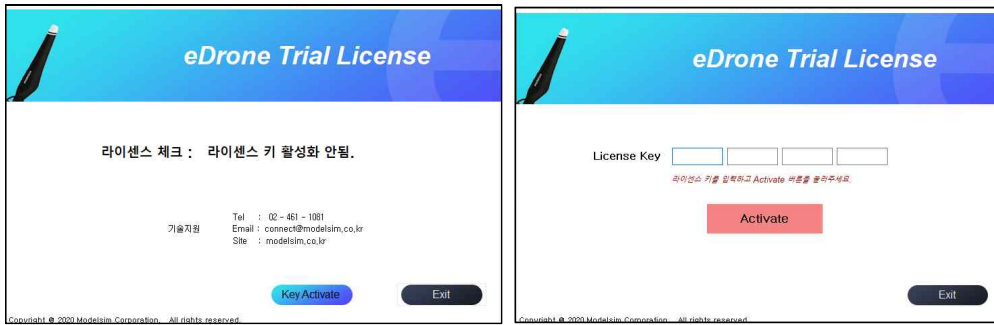 eDrone Trial License
라이센스 체크 : 라이센스 키 활성화 안됨.
기술지원
Tel : 02 - 461 - 1081
Email : connect@modelsim,co,kr
Site : modelsim,co,kr
Key Activate
Exit
Copyright @ 2020 Modelsim Corporation, All rights reserved,
eDrone Trial License
License Key
라이센스 키를 입력하고 Activate 버튼을 눌러주세요.
Activate
Exit
Copyright @ 2020 Modelsim Corporation, All rights reserved